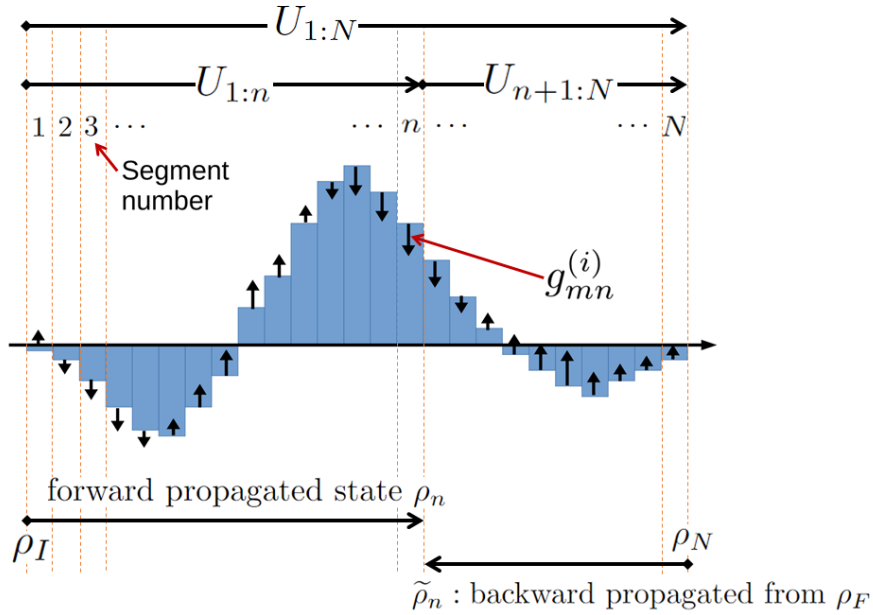 U_{1:N}
U_{1:n} U_{n+1:N}
1 2 3 ··· ··· n ··· ··· N
Segment
number
g_{mn}^{(i)}
forward propagated state ρ_n
ρ_I ρ_N
ρ̃_n : backward propagated from ρ_F